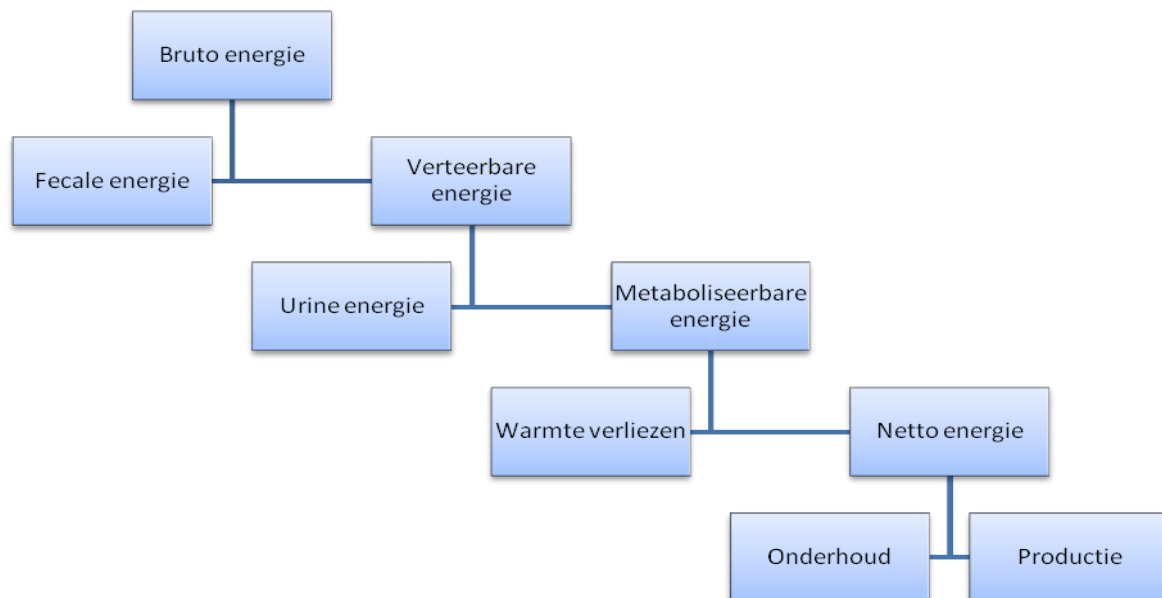 Bruto energie
Fecale energie
Verteerbare
energie
Urine energie
Metaboliseerbare
energie
Warmte verliezen
Netto energie
Onderhoud
Productie